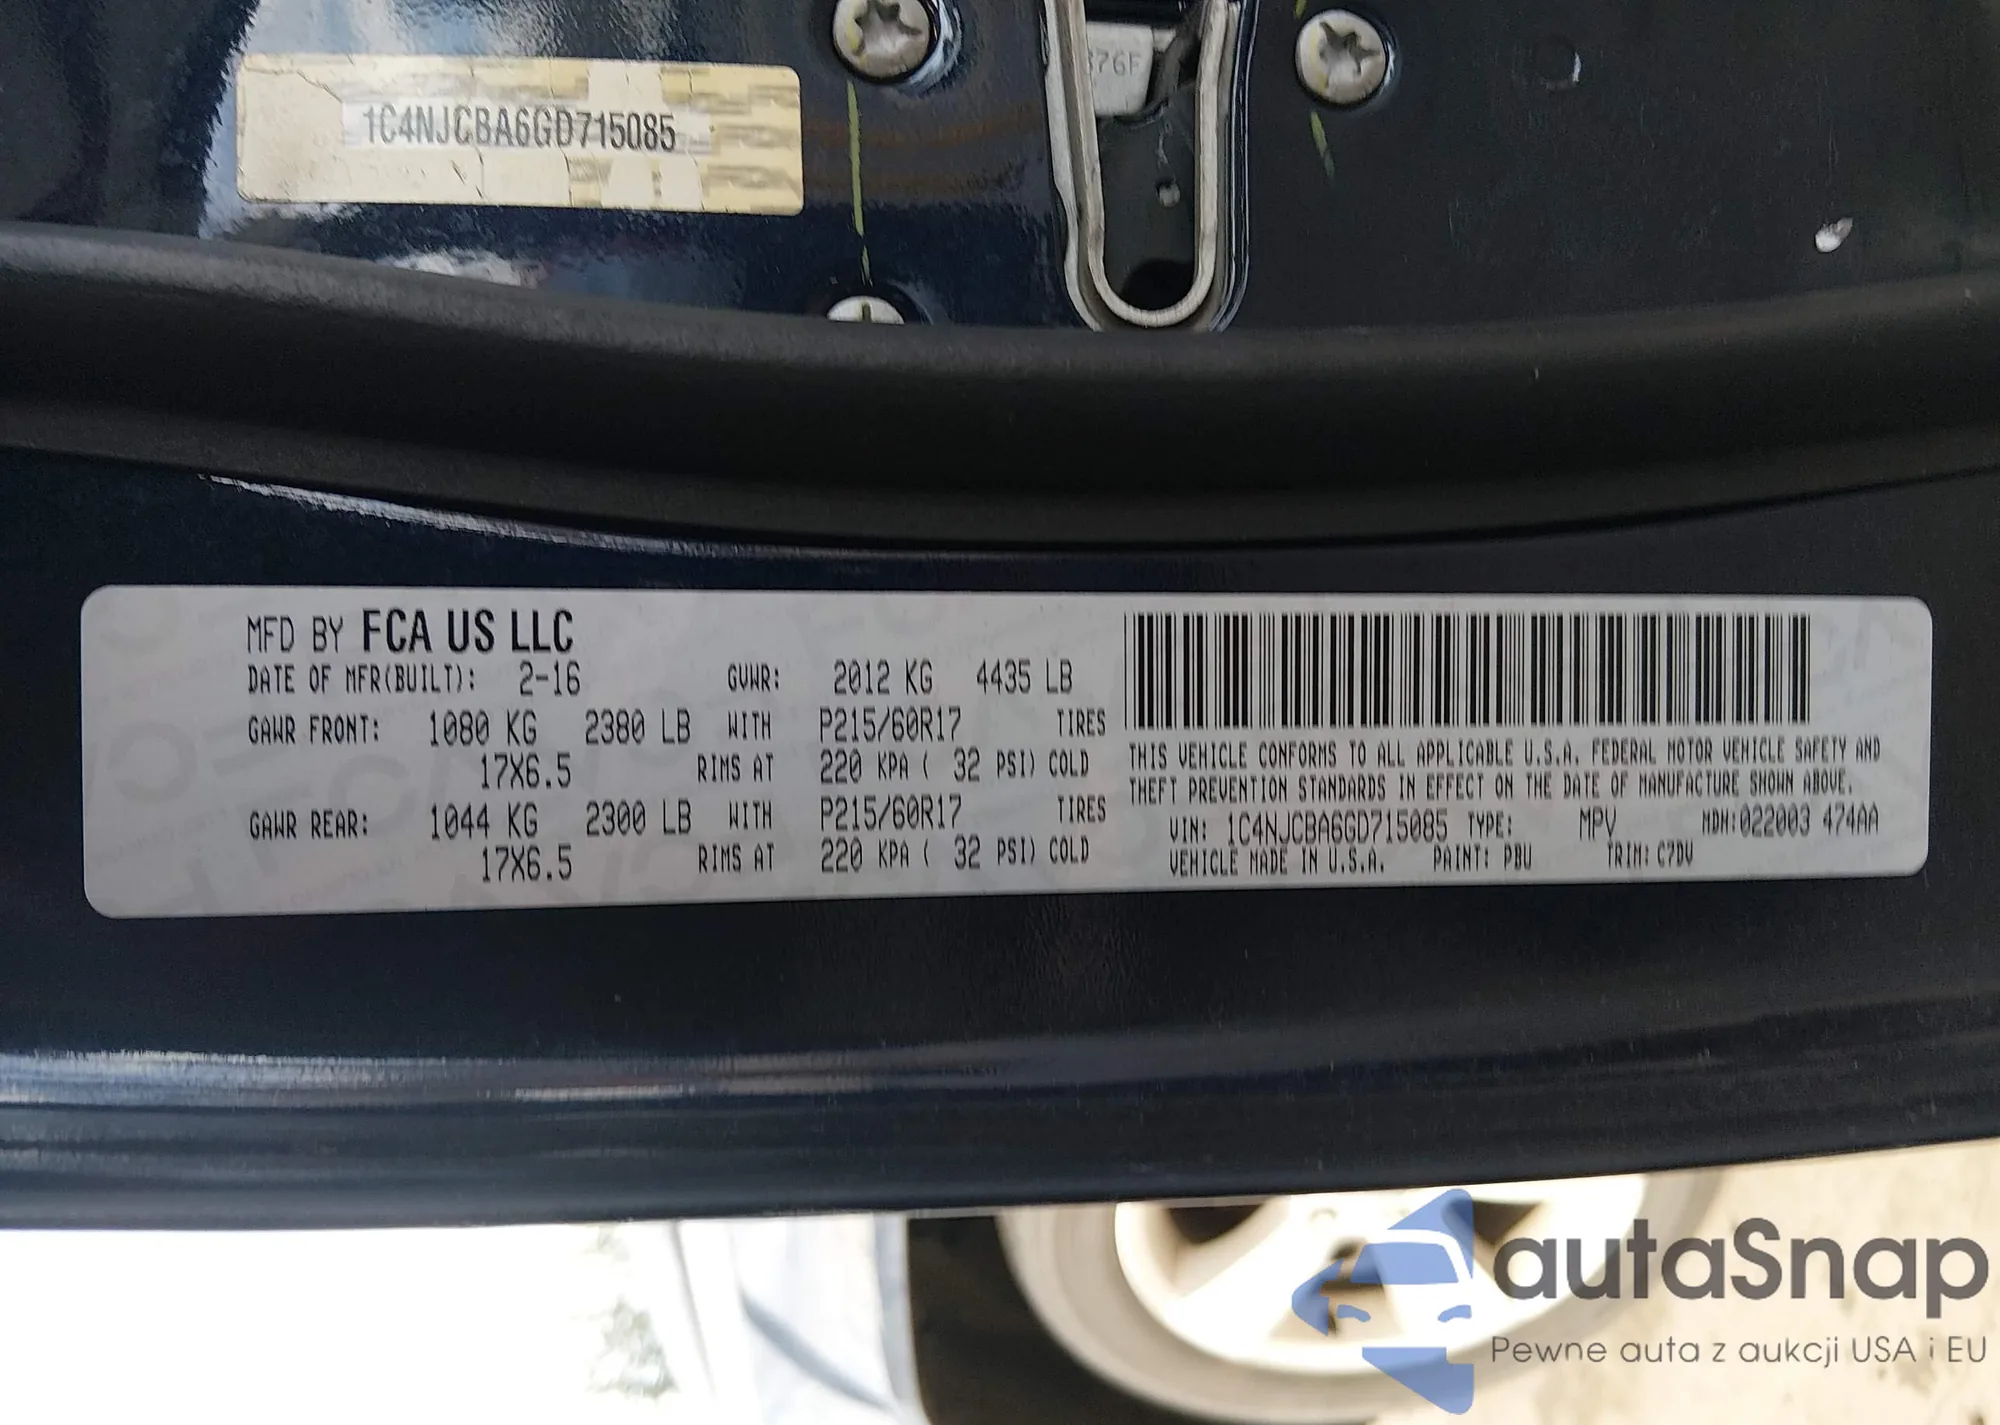 1C4NJCBA6GD715085
376F
MFD BY FCA US LLC
DATE OF MFR(BUILT): 2-16 GVWR: 2012 KG 4435 LB
GAWR FRONT: 1080 KG 2380 LB WITH P215/60R17 TIRES
17X6.5 RIMS AT 220 KPA ( 32 PSI) COLD
GAWR REAR: 1044 KG 2300 LB WITH P215/60R17 TIRES
17X6.5 RIMS AT 220 KPA ( 32 PSI) COLD
THIS VEHICLE CONFORMS TO ALL APPLICABLE U.S.A. FEDERAL MOTOR VEHICLE SAFETY AND
THEFT PREVENTION STANDARDS IN EFFECT ON THE DATE OF MANUFACTURE SHOWN ABOVE.
VIN: 1C4NJCBA6GD715085 TYPE: MPV MDH:022003 474AA
VEHICLE MADE IN U.S.A. PAINT: PBU TRIM: C7DV
autaSnap
Pewne auta z aukcji USA i EU